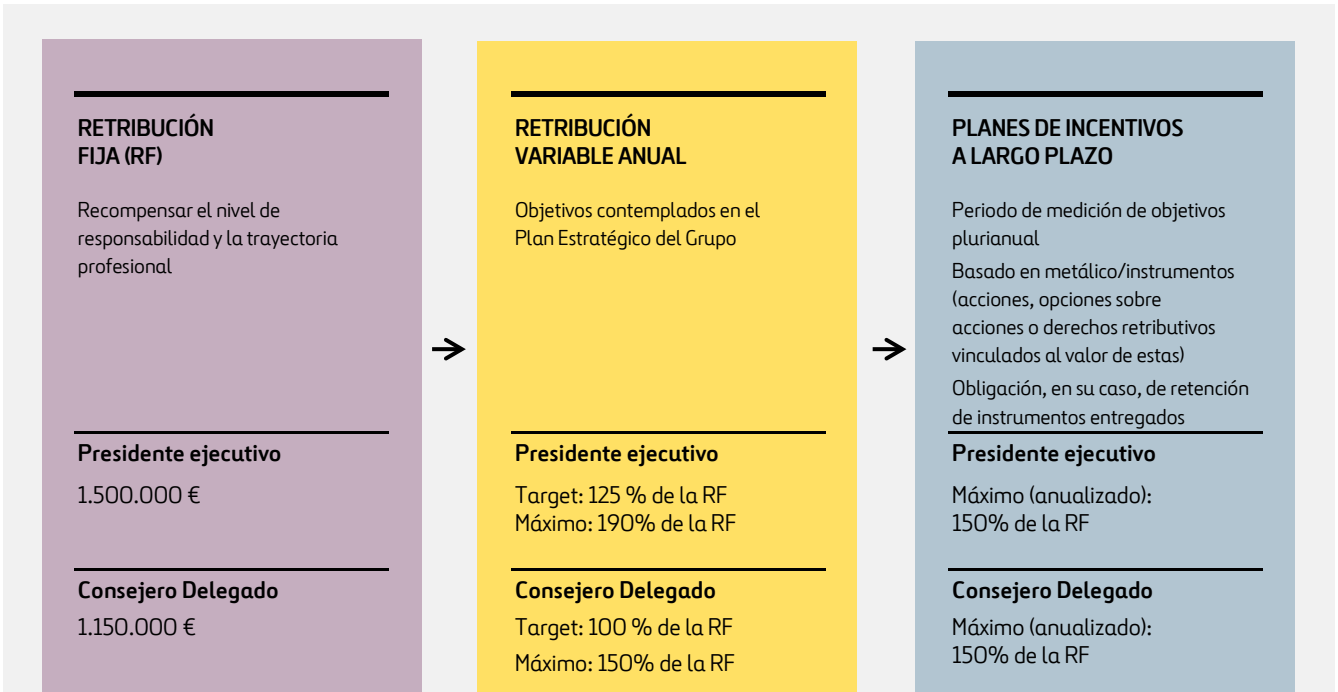 RETRIBUCIÓN
FIJA (RF)
Recompensar el nivel de
responsabilidad y la trayectoria
profesional
Presidente ejecutivo
1.500.000 €
Consejero Delegado
1.150.000 €
RETRIBUCIÓN
VARIABLE ANUAL
Objetivos contemplados en el
Plan Estratégico del Grupo
Presidente ejecutivo
Target: 125 % de la RF
Máximo: 190% de la RF
Consejero Delegado
Target: 100 % de la RF
Máximo: 150% de la RF
PLANES DE INCENTIVOS
A LARGO PLAZO
Periodo de medición de objetivos
plurianual
Basado en metálico/instrumentos
(acciones, opciones sobre
acciones o derechos retributivos
vinculados al valor de estas)
Obligación, en su caso, de retención
de instrumentos entregados
Presidente ejecutivo
Máximo (anualizado):
150% de la RF
Consejero Delegado
Máximo (anualizado):
150% de la RF